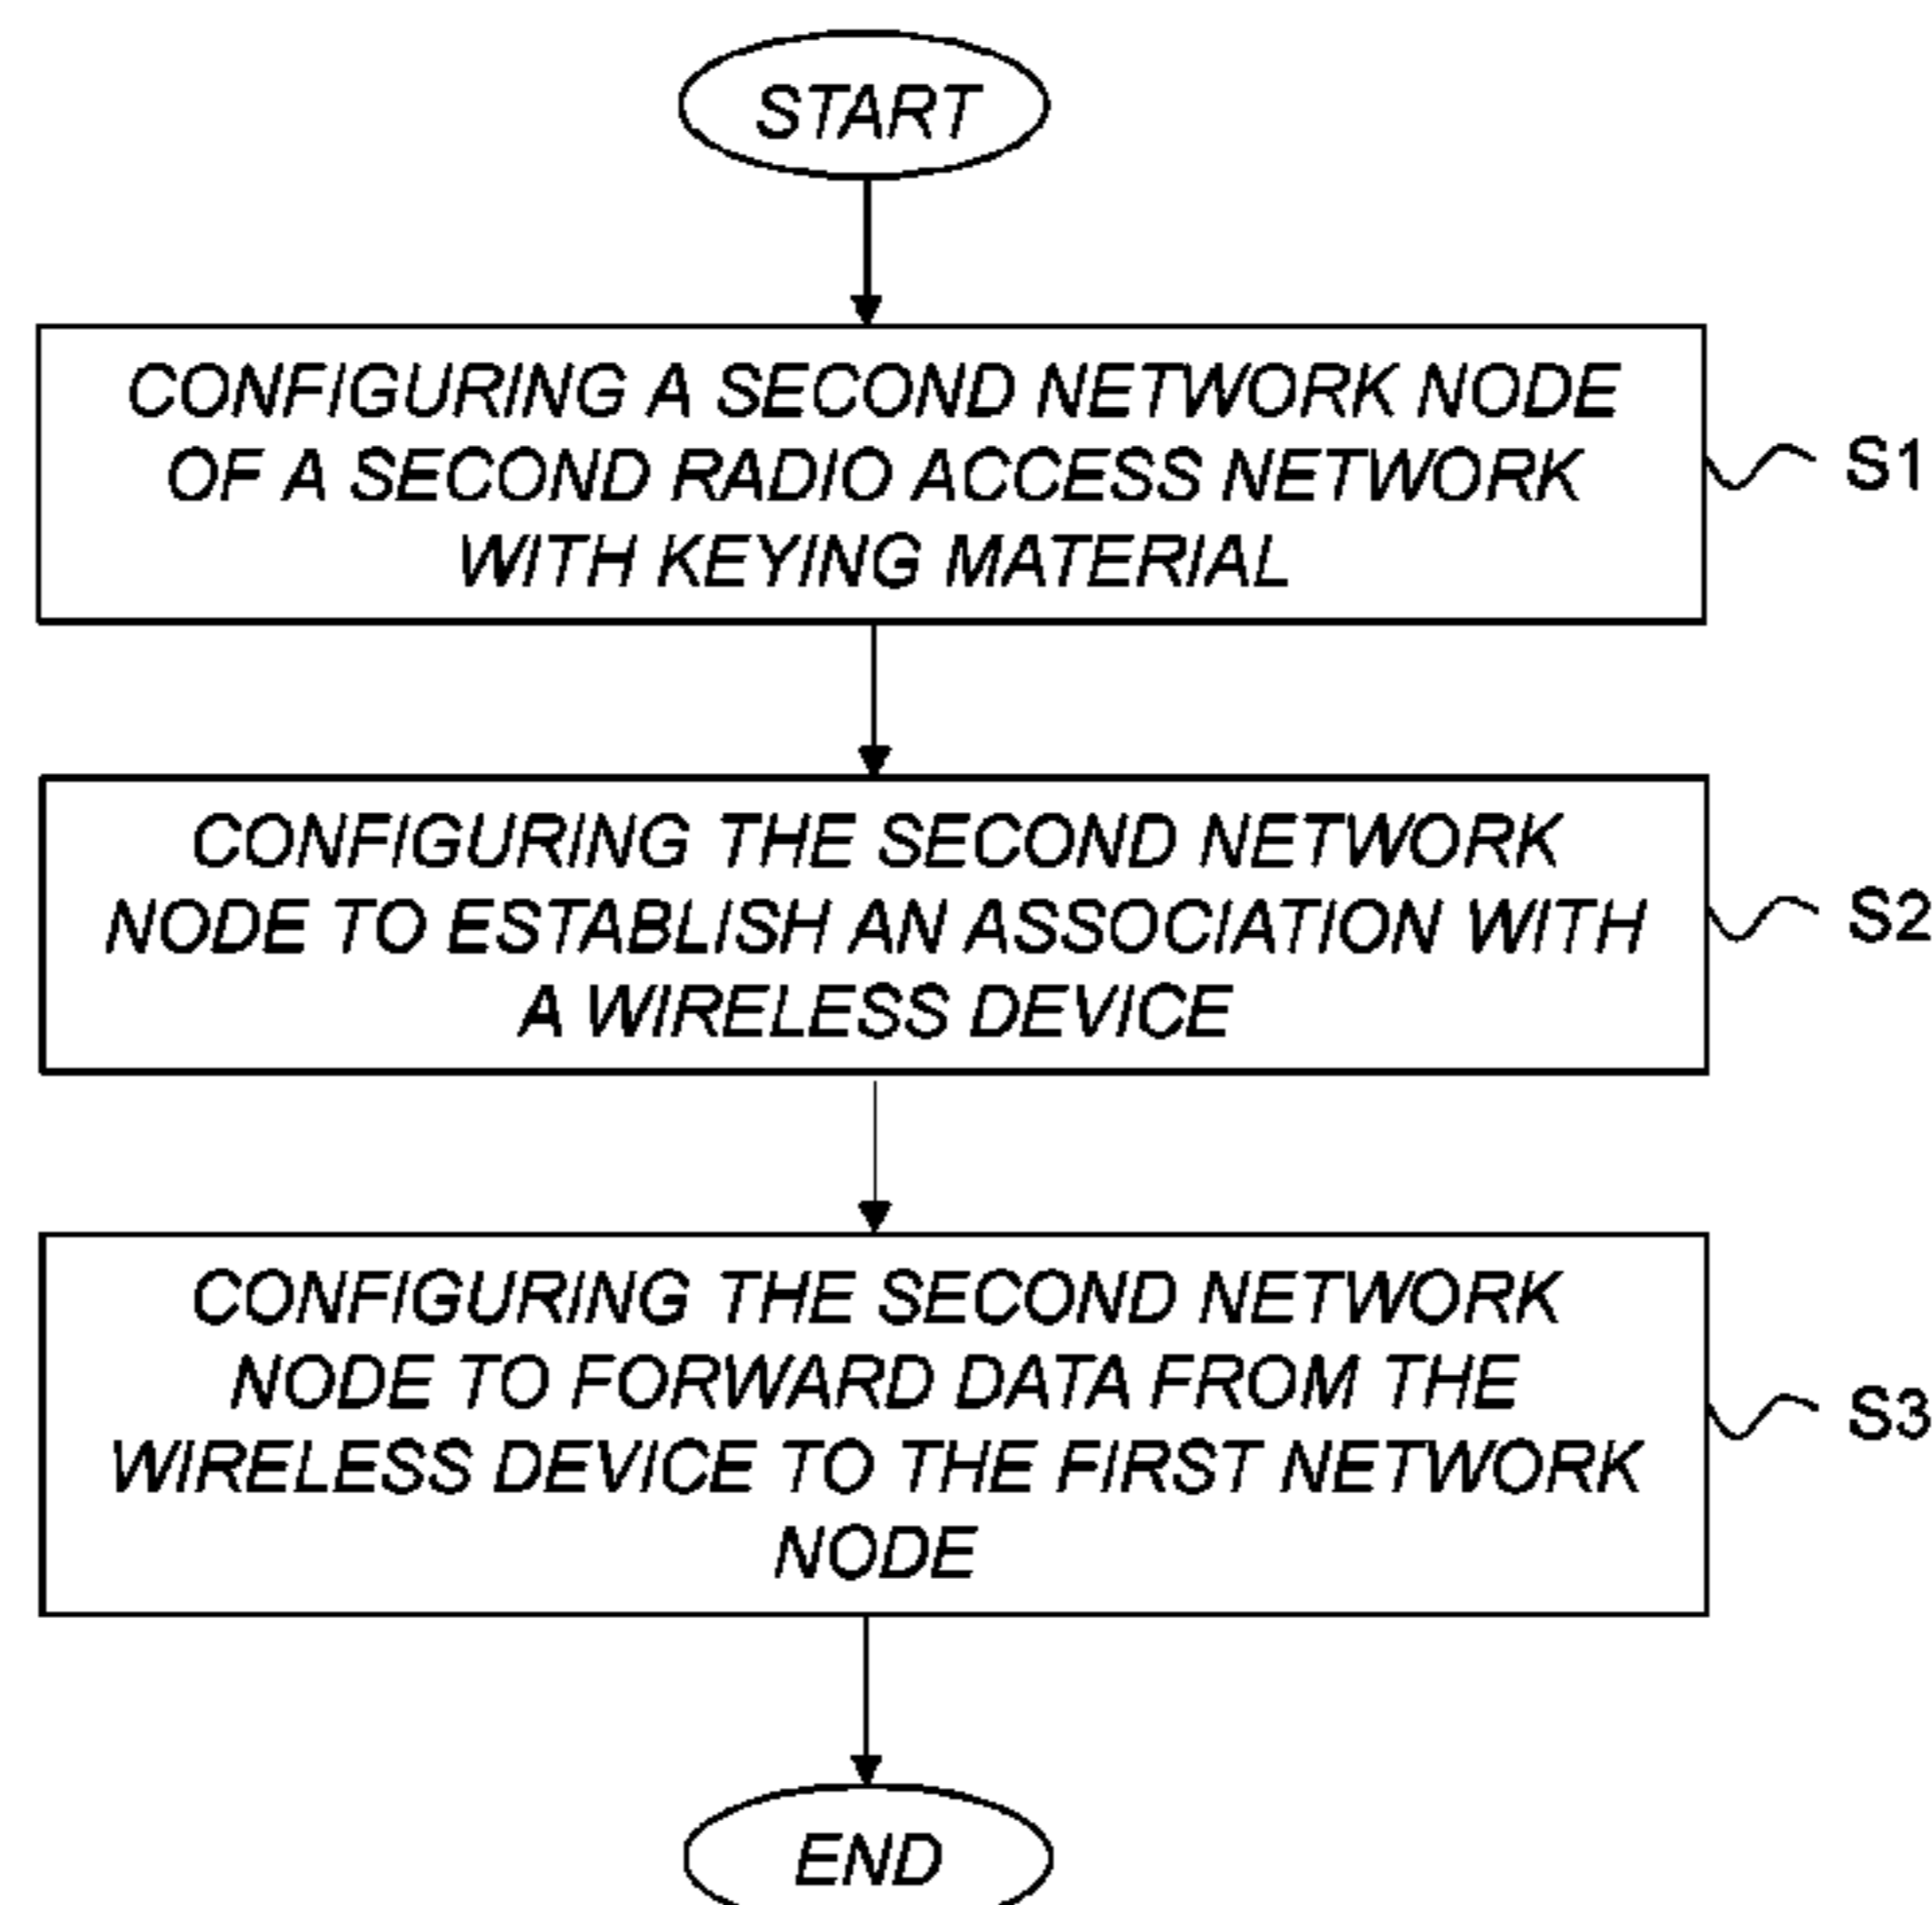 START
CONFIGURING A SECOND NETWORK NODE
OF A SECOND RADIO ACCESS NETWORK
WITH KEYING MATERIAL
S1
CONFIGURING THE SECOND NETWORK
NODE TO ESTABLISH AN ASSOCIATION WITH
A WIRELESS DEVICE
S2
CONFIGURING THE SECOND NETWORK
NODE TO FORWARD DATA FROM THE
WIRELESS DEVICE TO THE FIRST NETWORK
NODE
S3
END